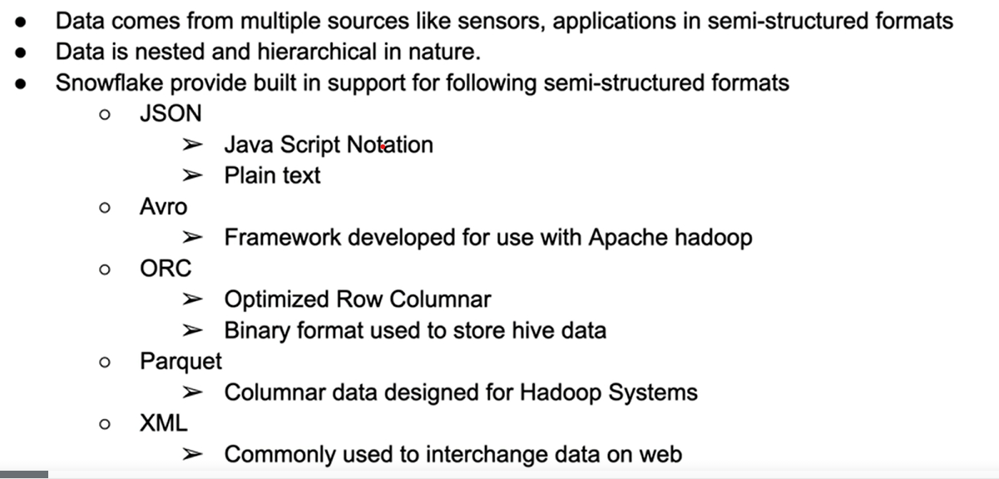 ● Data comes from multiple sources like sensors, applications in semi-structured formats
● Data is nested and hierarchical in nature.
● Snowflake provide built in support for following semi-structured formats
○ JSON
➢ Java Script Notation
➢ Plain text
○ Avro
➢ Framework developed for use with Apache hadoop
○ ORC
➢ Optimized Row Columnar
➢ Binary format used to store hive data
○ Parquet
➢ Columnar data designed for Hadoop Systems
○ XML
➢ Commonly used to interchange data on web